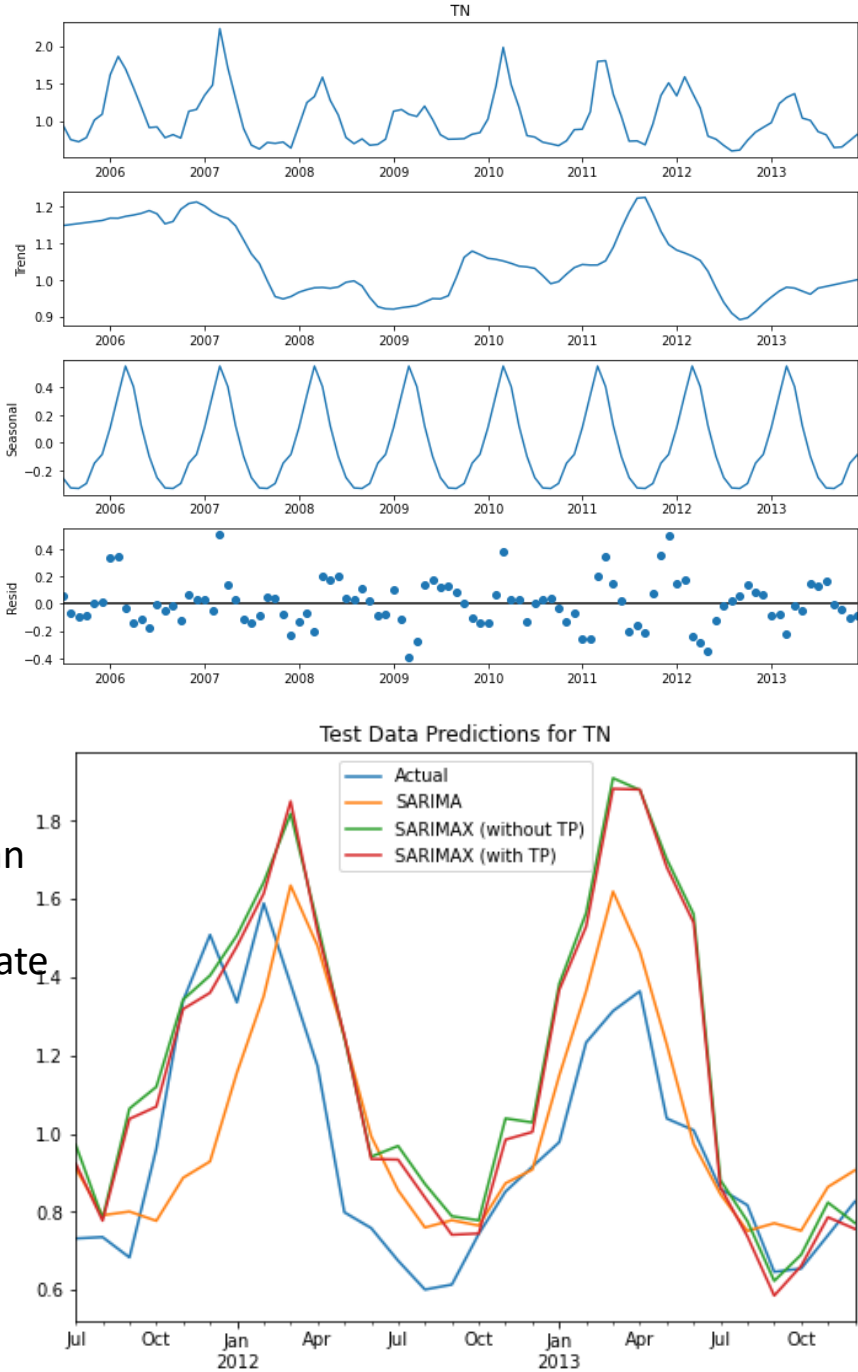 TN
2.0
1.5
1.0
2006 2007 2008 2009 2010 2011 2012 2013
1.2
1.1
1.0
0.9
Trend
2006 2007 2008 2009 2010 2011 2012 2013
0.4
0.2
0.0
−0.2
Seasonal
2006 2007 2008 2009 2010 2011 2012 2013
0.4
0.2
0.0
−0.2
−0.4
Resid
2006 2007 2008 2009 2010 2011 2012 2013
Test Data Predictions for TN
Actual
SARIMA
SARIMAX (without TP)
SARIMAX (with TP)
an
ate
1.8
1.6
1.4
1.2
1.0
0.8
0.6
Jul Oct Jan Apr Jul Oct Jan Apr Jul Oct
2012 2013